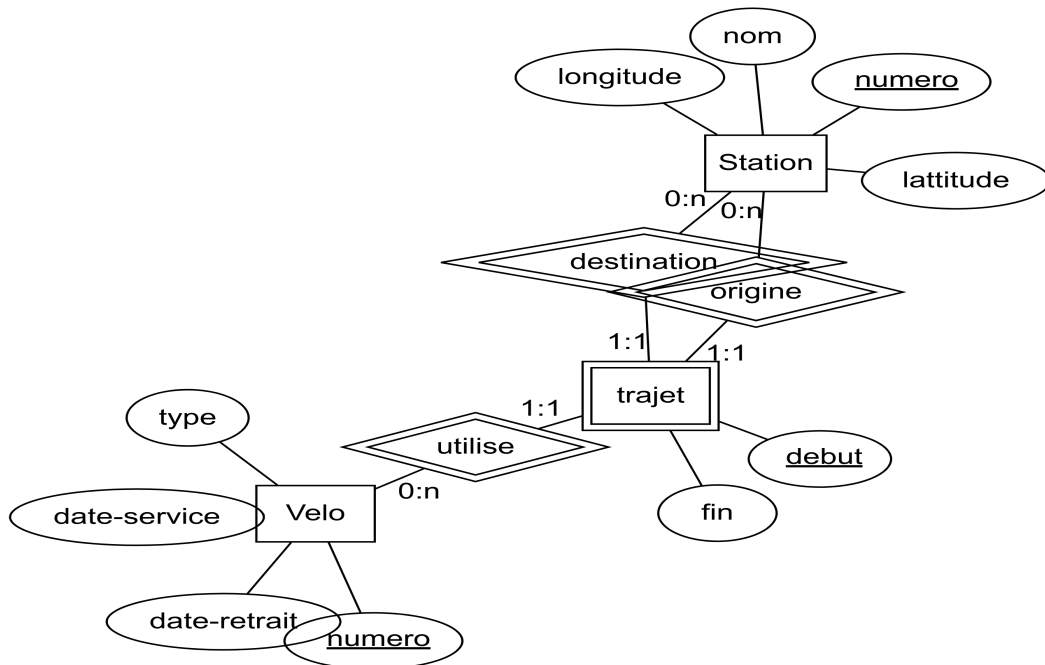 nom
longitude
numero
Station
lattitude
0:n
0:n
destination
origine
1:1
1:1
trajet
type
1:1
utilise
debut
0:n
date-service
Velo
fin
date-retrait
numero